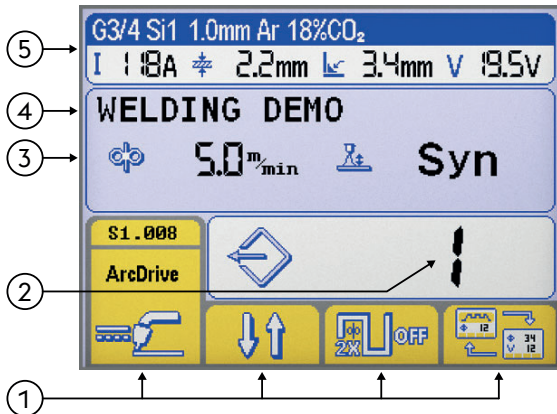 G3/4 Si1 1.0mm Ar 18%CO₂
I 118A 2.2mm 3.4mm V 19.5V
WELDING DEMO
5.0 m/min Syn
S1.008
ArcDrive
1
2X OFF
12 34
V 12
5
4
3
2
1